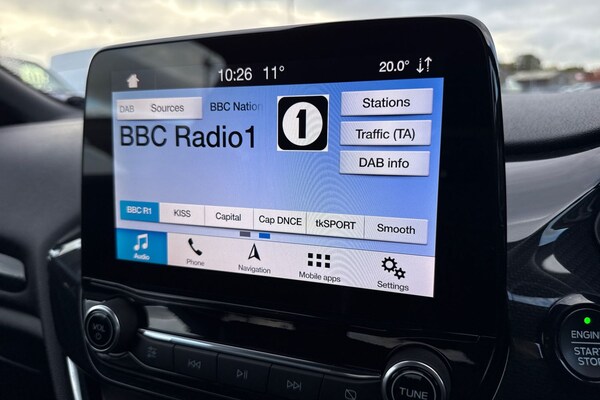 10:26 11° 20.0°
DAB Sources BBC Nation
1
Stations
BBC Radio1
Traffic (TA)
DAB info
BBC R1 KISS Capital Cap DNCE tkSPORT Smooth
Audio Phone Navigation Mobile apps Settings
VOL
TUNE
ENGINE
START
STOP